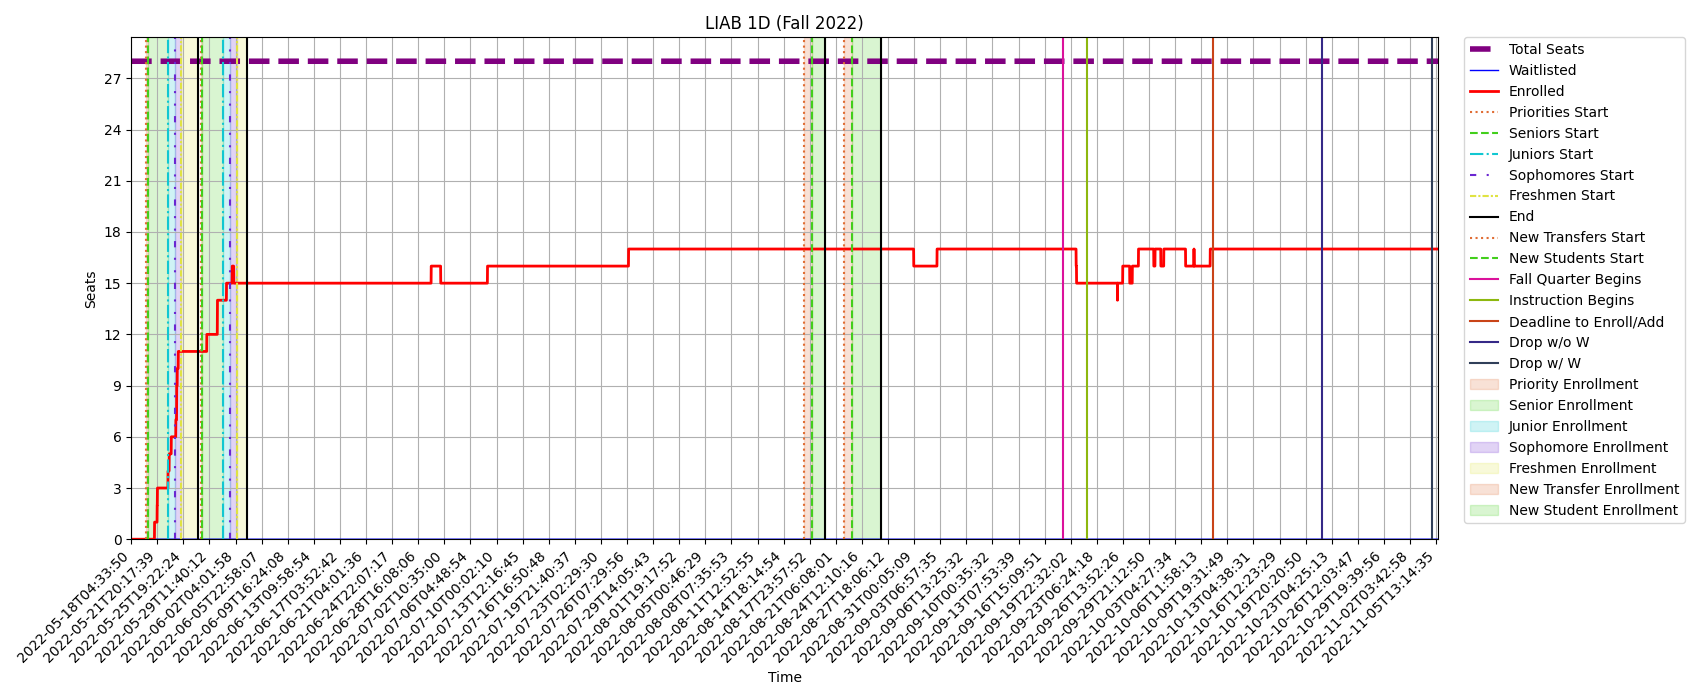 LIAB 1D (Fall 2022)
Seats
27
24
21
18
15
12
9
6
3
0
2022-05-18T04:33:50
2022-05-21T20:17:39
2022-05-25T19:22:24
2022-05-29T11:40:12
2022-06-02T04:01:58
2022-06-05T22:58:07
2022-06-09T16:24:08
2022-06-13T09:58:54
2022-06-17T03:52:42
2022-06-21T04:01:36
2022-06-24T22:07:17
2022-06-28T16:08:06
2022-07-02T10:35:00
2022-07-06T04:48:54
2022-07-10T00:02:10
2022-07-13T12:16:45
2022-07-16T16:50:48
2022-07-19T21:40:37
2022-07-23T02:29:30
2022-07-26T07:29:56
2022-07-29T14:05:43
2022-08-01T19:17:52
2022-08-05T00:46:29
2022-08-08T07:35:53
2022-08-11T12:52:55
2022-08-14T18:14:54
2022-08-17T23:57:52
2022-08-21T06:08:01
2022-08-24T12:10:16
2022-08-27T18:06:12
2022-08-31T00:05:09
2022-09-03T06:57:35
2022-09-06T13:25:32
2022-09-10T00:35:32
2022-09-13T07:53:39
2022-09-16T15:09:51
2022-09-19T22:32:02
2022-09-23T06:24:18
2022-09-26T13:52:26
2022-09-29T21:12:50
2022-10-03T04:27:34
2022-10-06T11:58:13
2022-10-09T19:31:49
2022-10-13T04:38:31
2022-10-16T12:23:29
2022-10-19T20:20:50
2022-10-23T04:25:13
2022-10-26T12:03:47
2022-10-29T19:39:56
2022-11-02T03:42:58
2022-11-05T13:14:35
Time
Total Seats
Waitlisted
Enrolled
Priorities Start
Seniors Start
Juniors Start
Sophomores Start
Freshmen Start
End
New Transfers Start
New Students Start
Fall Quarter Begins
Instruction Begins
Deadline to Enroll/Add
Drop w/o W
Drop w/ W
Priority Enrollment
Senior Enrollment
Junior Enrollment
Sophomore Enrollment
Freshmen Enrollment
New Transfer Enrollment
New Student Enrollment